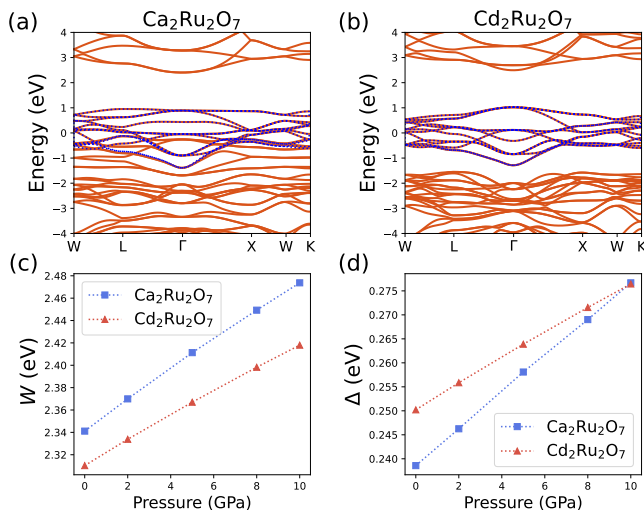 (a) Ca₂Ru₂O₇
Energy (eV)
4
3
2
1
0
−1
−2
−3
−4
W L Γ X W K
(b) Cd₂Ru₂O₇
Energy (eV)
4
3
2
1
0
−1
−2
−3
−4
W L Γ X W K
(c)
W (eV)
2.48
2.46
2.44
2.42
2.40
2.38
2.36
2.34
2.32
Ca₂Ru₂O₇
Cd₂Ru₂O₇
0 2 4 6 8 10
Pressure (GPa)
(d)
Δ (eV)
0.275
0.270
0.265
0.260
0.255
0.250
0.245
0.240
Ca₂Ru₂O₇
Cd₂Ru₂O₇
0 2 4 6 8 10
Pressure (GPa)